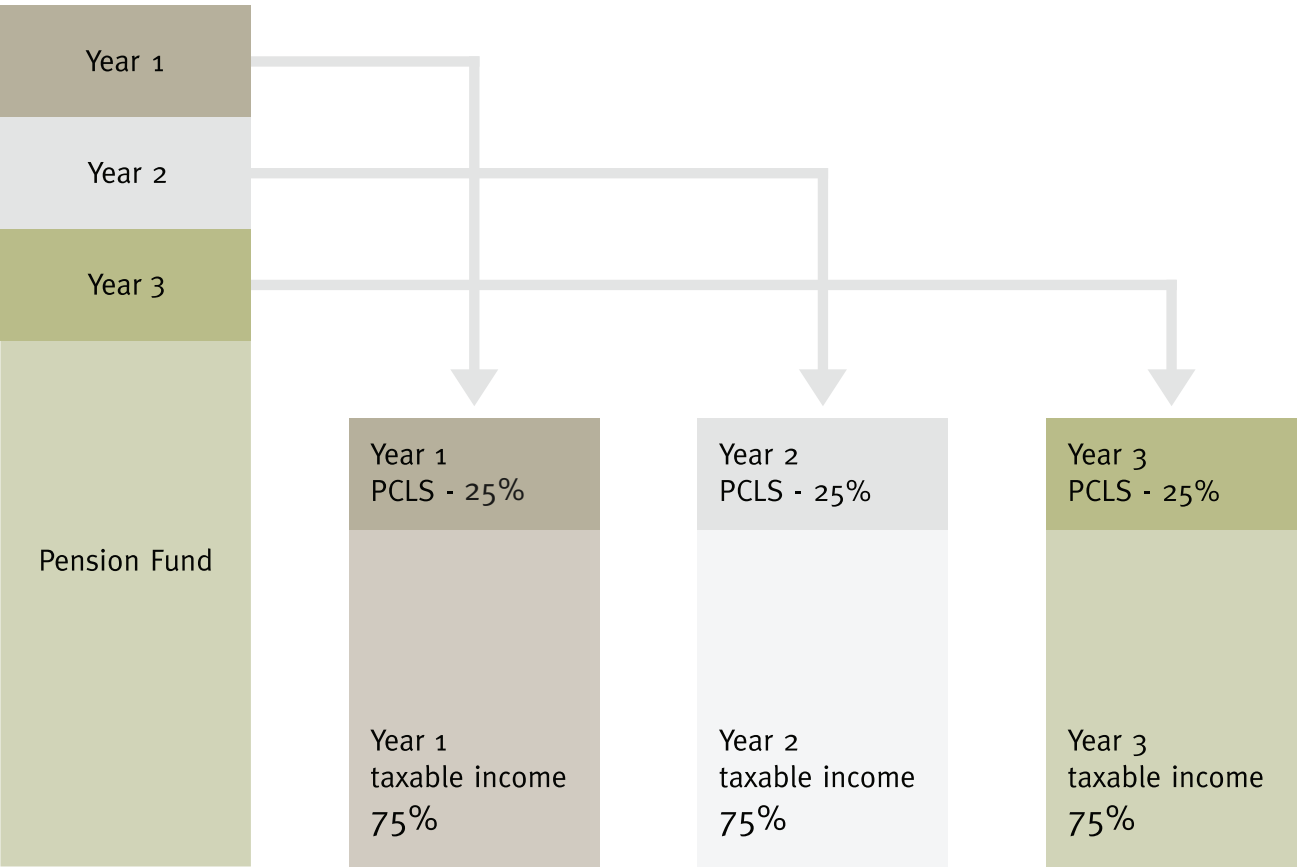 Year 1
Year 2
Year 3
Pension Fund
Year 1
PCLS - 25%
Year 1
taxable income
75%
Year 2
PCLS - 25%
Year 2
taxable income
75%
Year 3
PCLS - 25%
Year 3
taxable income
75%